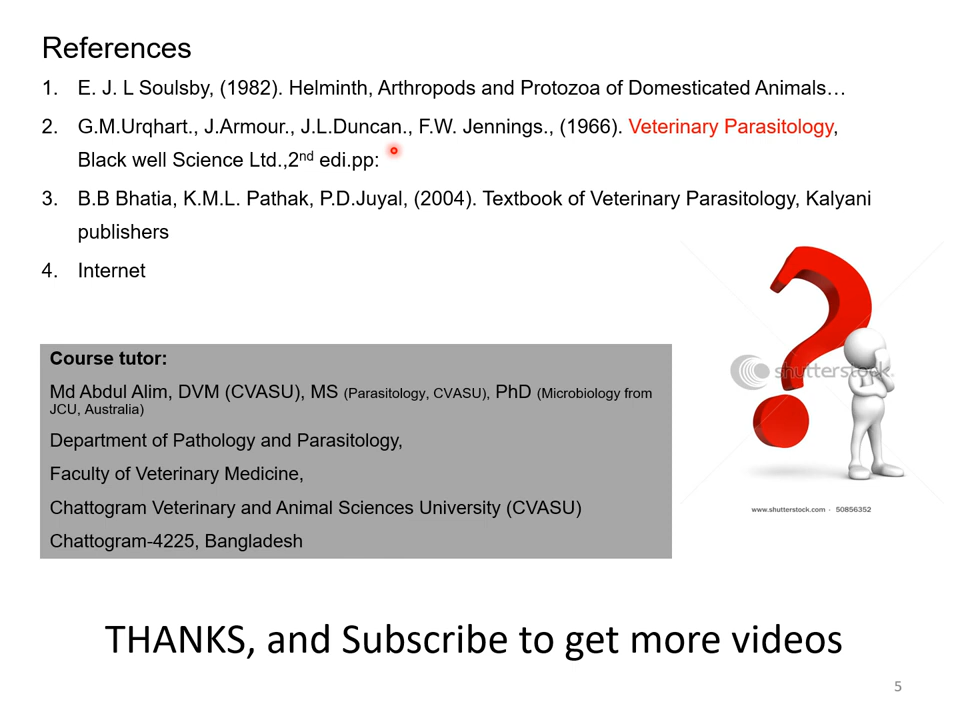 References
1. E. J. L Soulsby, (1982). Helminth, Arthropods and Protozoa of Domesticated Animals…
2. G.M.Urqhart., J.Armour., J.L.Duncan., F.W. Jennings., (1966). Veterinary Parasitology,
Black well Science Ltd.,2nd edi.pp:
3. B.B Bhatia, K.M.L. Pathak, P.D.Juyal, (2004). Textbook of Veterinary Parasitology, Kalyani
publishers
4. Internet
Course tutor:
Md Abdul Alim, DVM (CVASU), MS (Parasitology, CVASU), PhD (Microbiology from
JCU, Australia)
Department of Pathology and Parasitology,
Faculty of Veterinary Medicine,
Chattogram Veterinary and Animal Sciences University (CVASU)
Chattogram-4225, Bangladesh
shutterstock
www.shutterstock.com · 50856352
THANKS, and Subscribe to get more videos
5